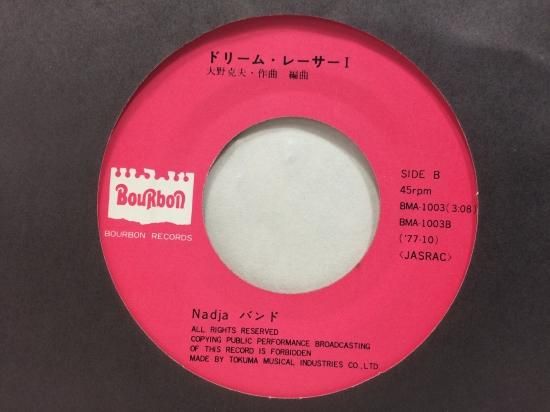 ドリーム・レーサーⅠ
大野克夫・作曲 編曲
SIDE B
45rpm
BMA-1003(3:08)
BMA-1003B
('77・10)
〈JASRAC〉
BouRboN
BOURBON RECORDS
Nadja バンド
ALL RIGHTS RESERVED
COPYING PUBLIC PERFORMANCE BROADCASTING
OF THIS RECORD IS FORBIDDEN
MADE BY TOKUMA MUSICAL INDUSTRIES CO., LTD.